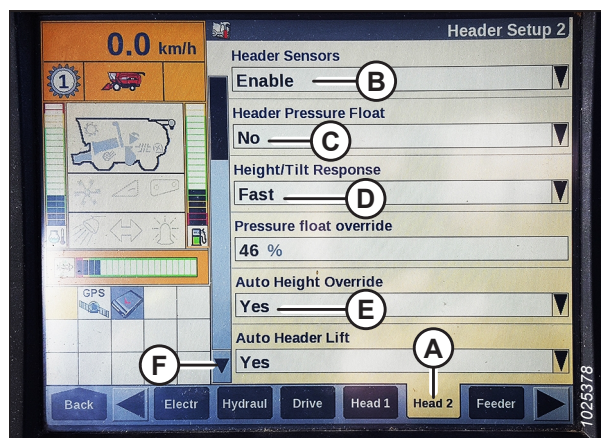 0.0 km/h
Header Setup 2
1
Header Sensors
Enable
B
Header Pressure Float
No
C
Height/Tilt Response
Fast
D
Pressure float override
46 %
Auto Height Override
Yes
E
GPS
Auto Header Lift
Yes
F
A
Back
Electr
Hydraul
Drive
Head 1
Head 2
Feeder
1025378